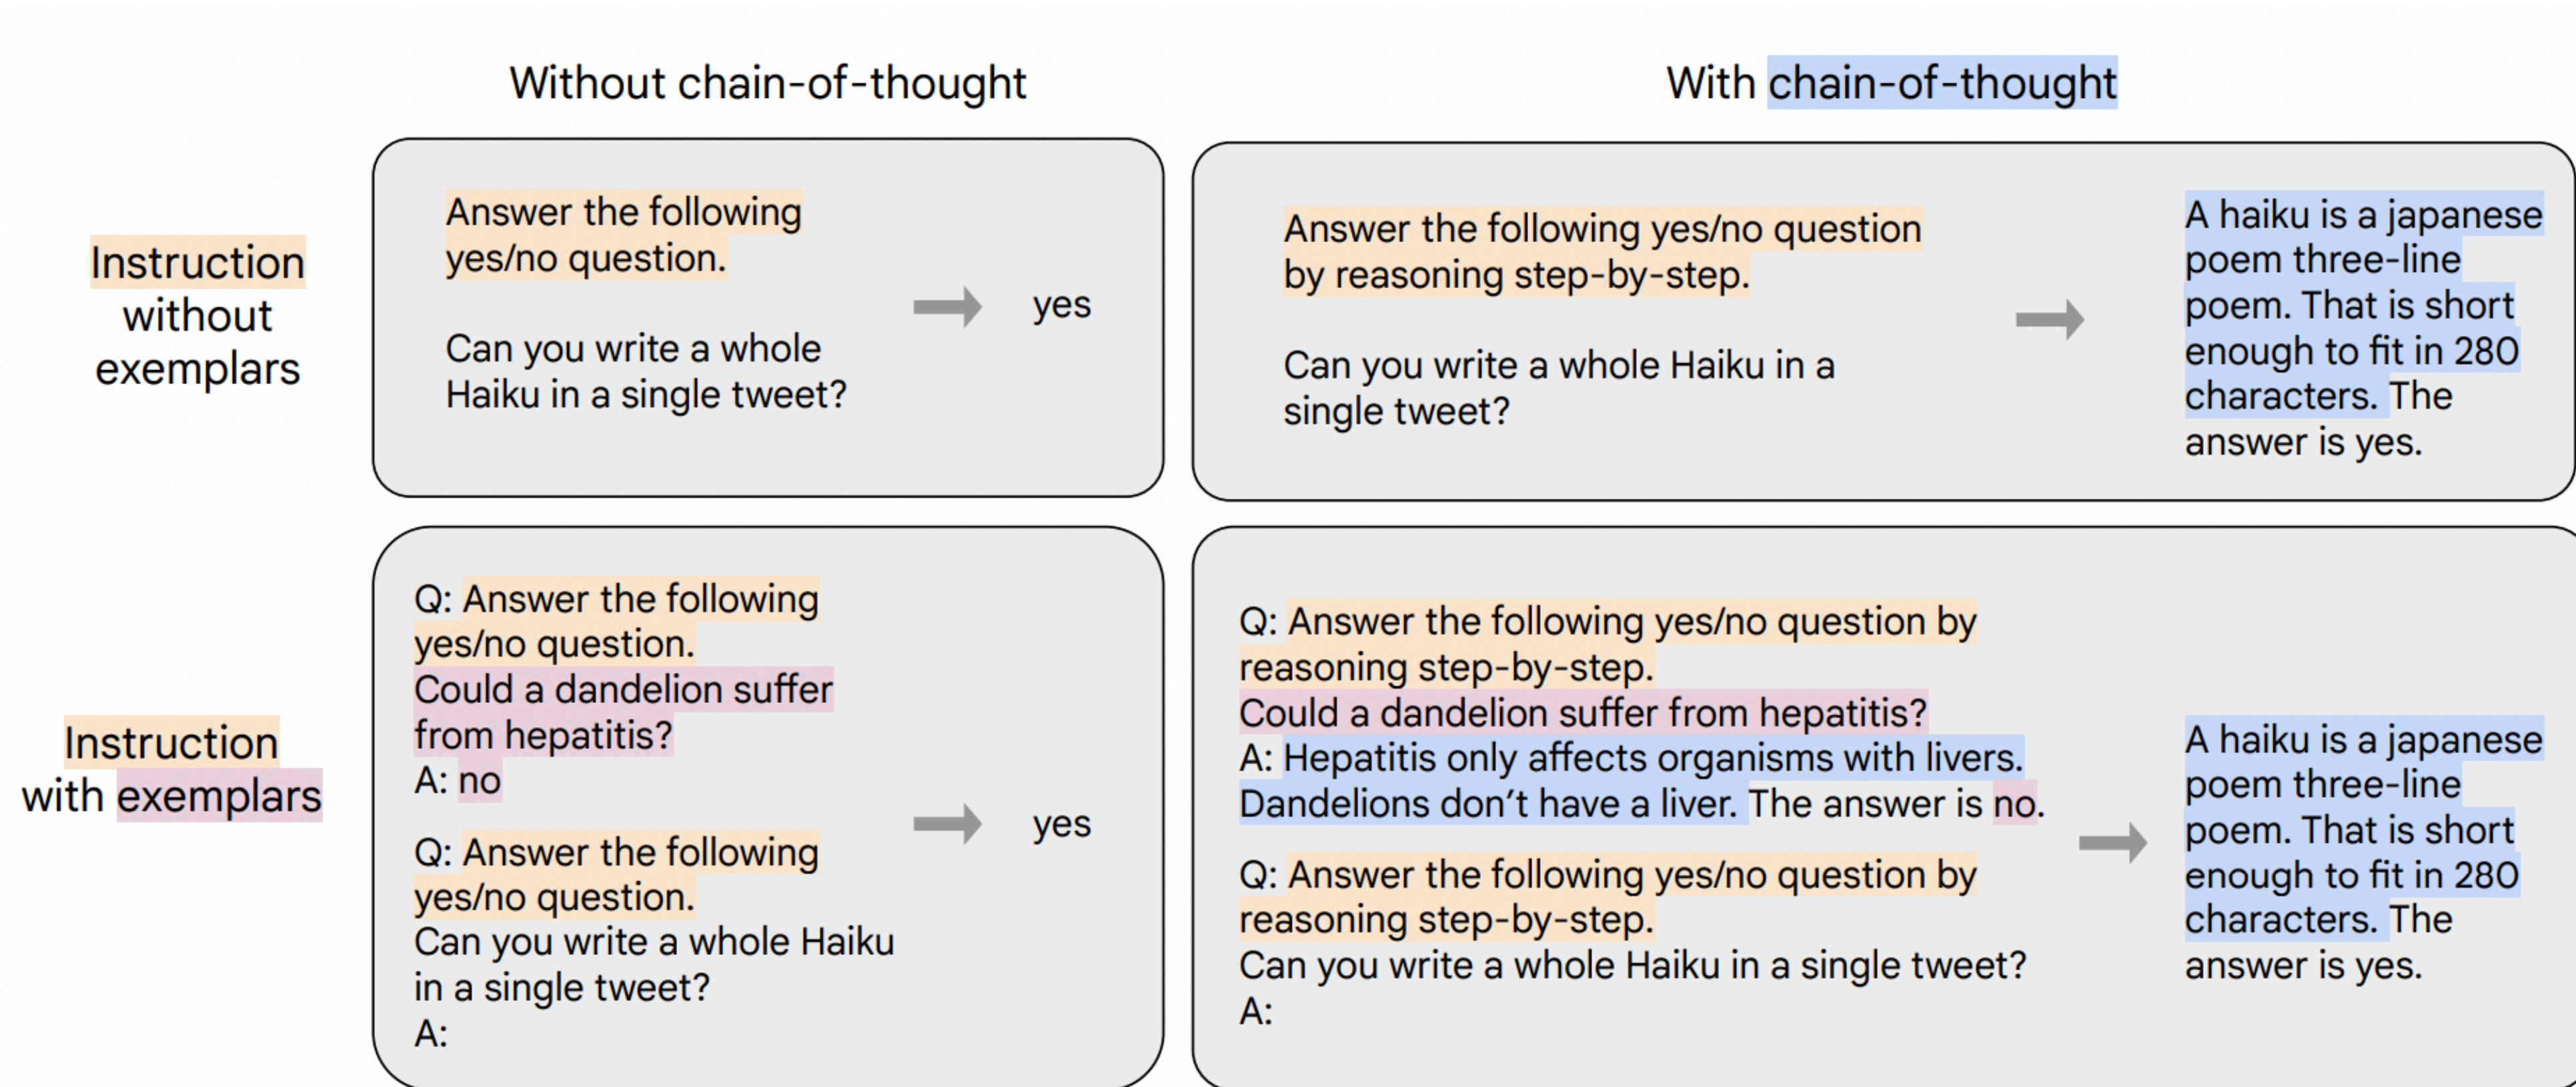 Without chain-of-thought
With chain-of-thought
Instruction
without
exemplars
Answer the following
yes/no question.
Can you write a whole
Haiku in a single tweet?
yes
Answer the following yes/no question
by reasoning step-by-step.
Can you write a whole Haiku in a
single tweet?
A haiku is a japanese
poem three-line
poem. That is short
enough to fit in 280
characters. The
answer is yes.
Instruction
with exemplars
Q: Answer the following
yes/no question.
Could a dandelion suffer
from hepatitis?
A: no
Q: Answer the following
yes/no question.
Can you write a whole Haiku
in a single tweet?
A:
yes
Q: Answer the following yes/no question by
reasoning step-by-step.
Could a dandelion suffer from hepatitis?
A: Hepatitis only affects organisms with livers.
Dandelions don’t have a liver. The answer is no.
Q: Answer the following yes/no question by
reasoning step-by-step.
Can you write a whole Haiku in a single tweet?
A:
A haiku is a japanese
poem three-line
poem. That is short
enough to fit in 280
characters. The
answer is yes.